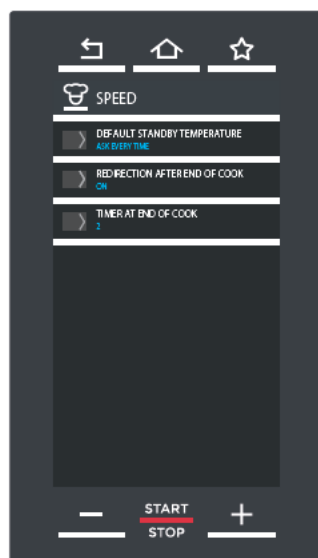 SPEED
DEFAULT STANDBY TEMPERATURE
ASK EVERY TIME
REDIRECTION AFTER END OF COOK
ON
TIMER AT END OF COOK
2
START
STOP